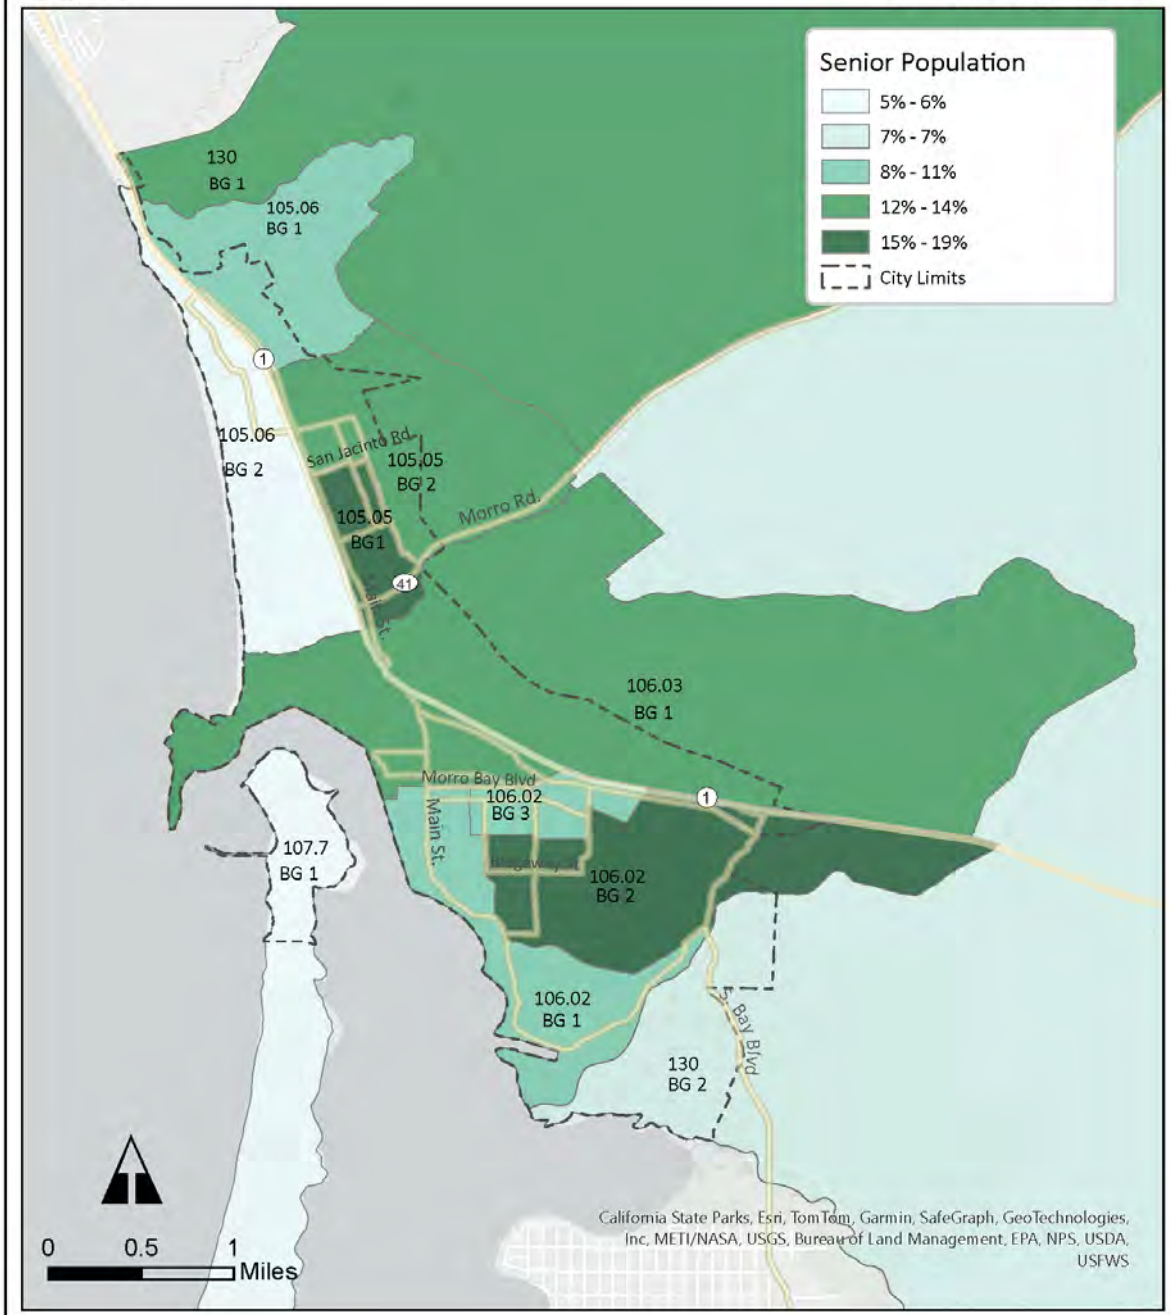 Senior Population
5% - 6%
7% - 7%
8% - 11%
12% - 14%
15% - 19%
City Limits
130
BG 1
105.06
BG 1
1
105.06
BG 2
San Jacinto Rd.
105.05
BG 2
Morro Rd.
105.05
BG1
41
St.
106.03
BG 1
Morro Bay Blvd
1
106.02
BG 3
Main St.
107.7
BG 1
106.02
BG 2
106.02
BG 1
S. Bay Blvd
130
BG 2
0 0.5 1
Miles
California State Parks, Esri, TomTom, Garmin, SafeGraph, GeoTechnologies,
Inc, METI/NASA, USGS, Bureau of Land Management, EPA, NPS, USDA,
USFWS